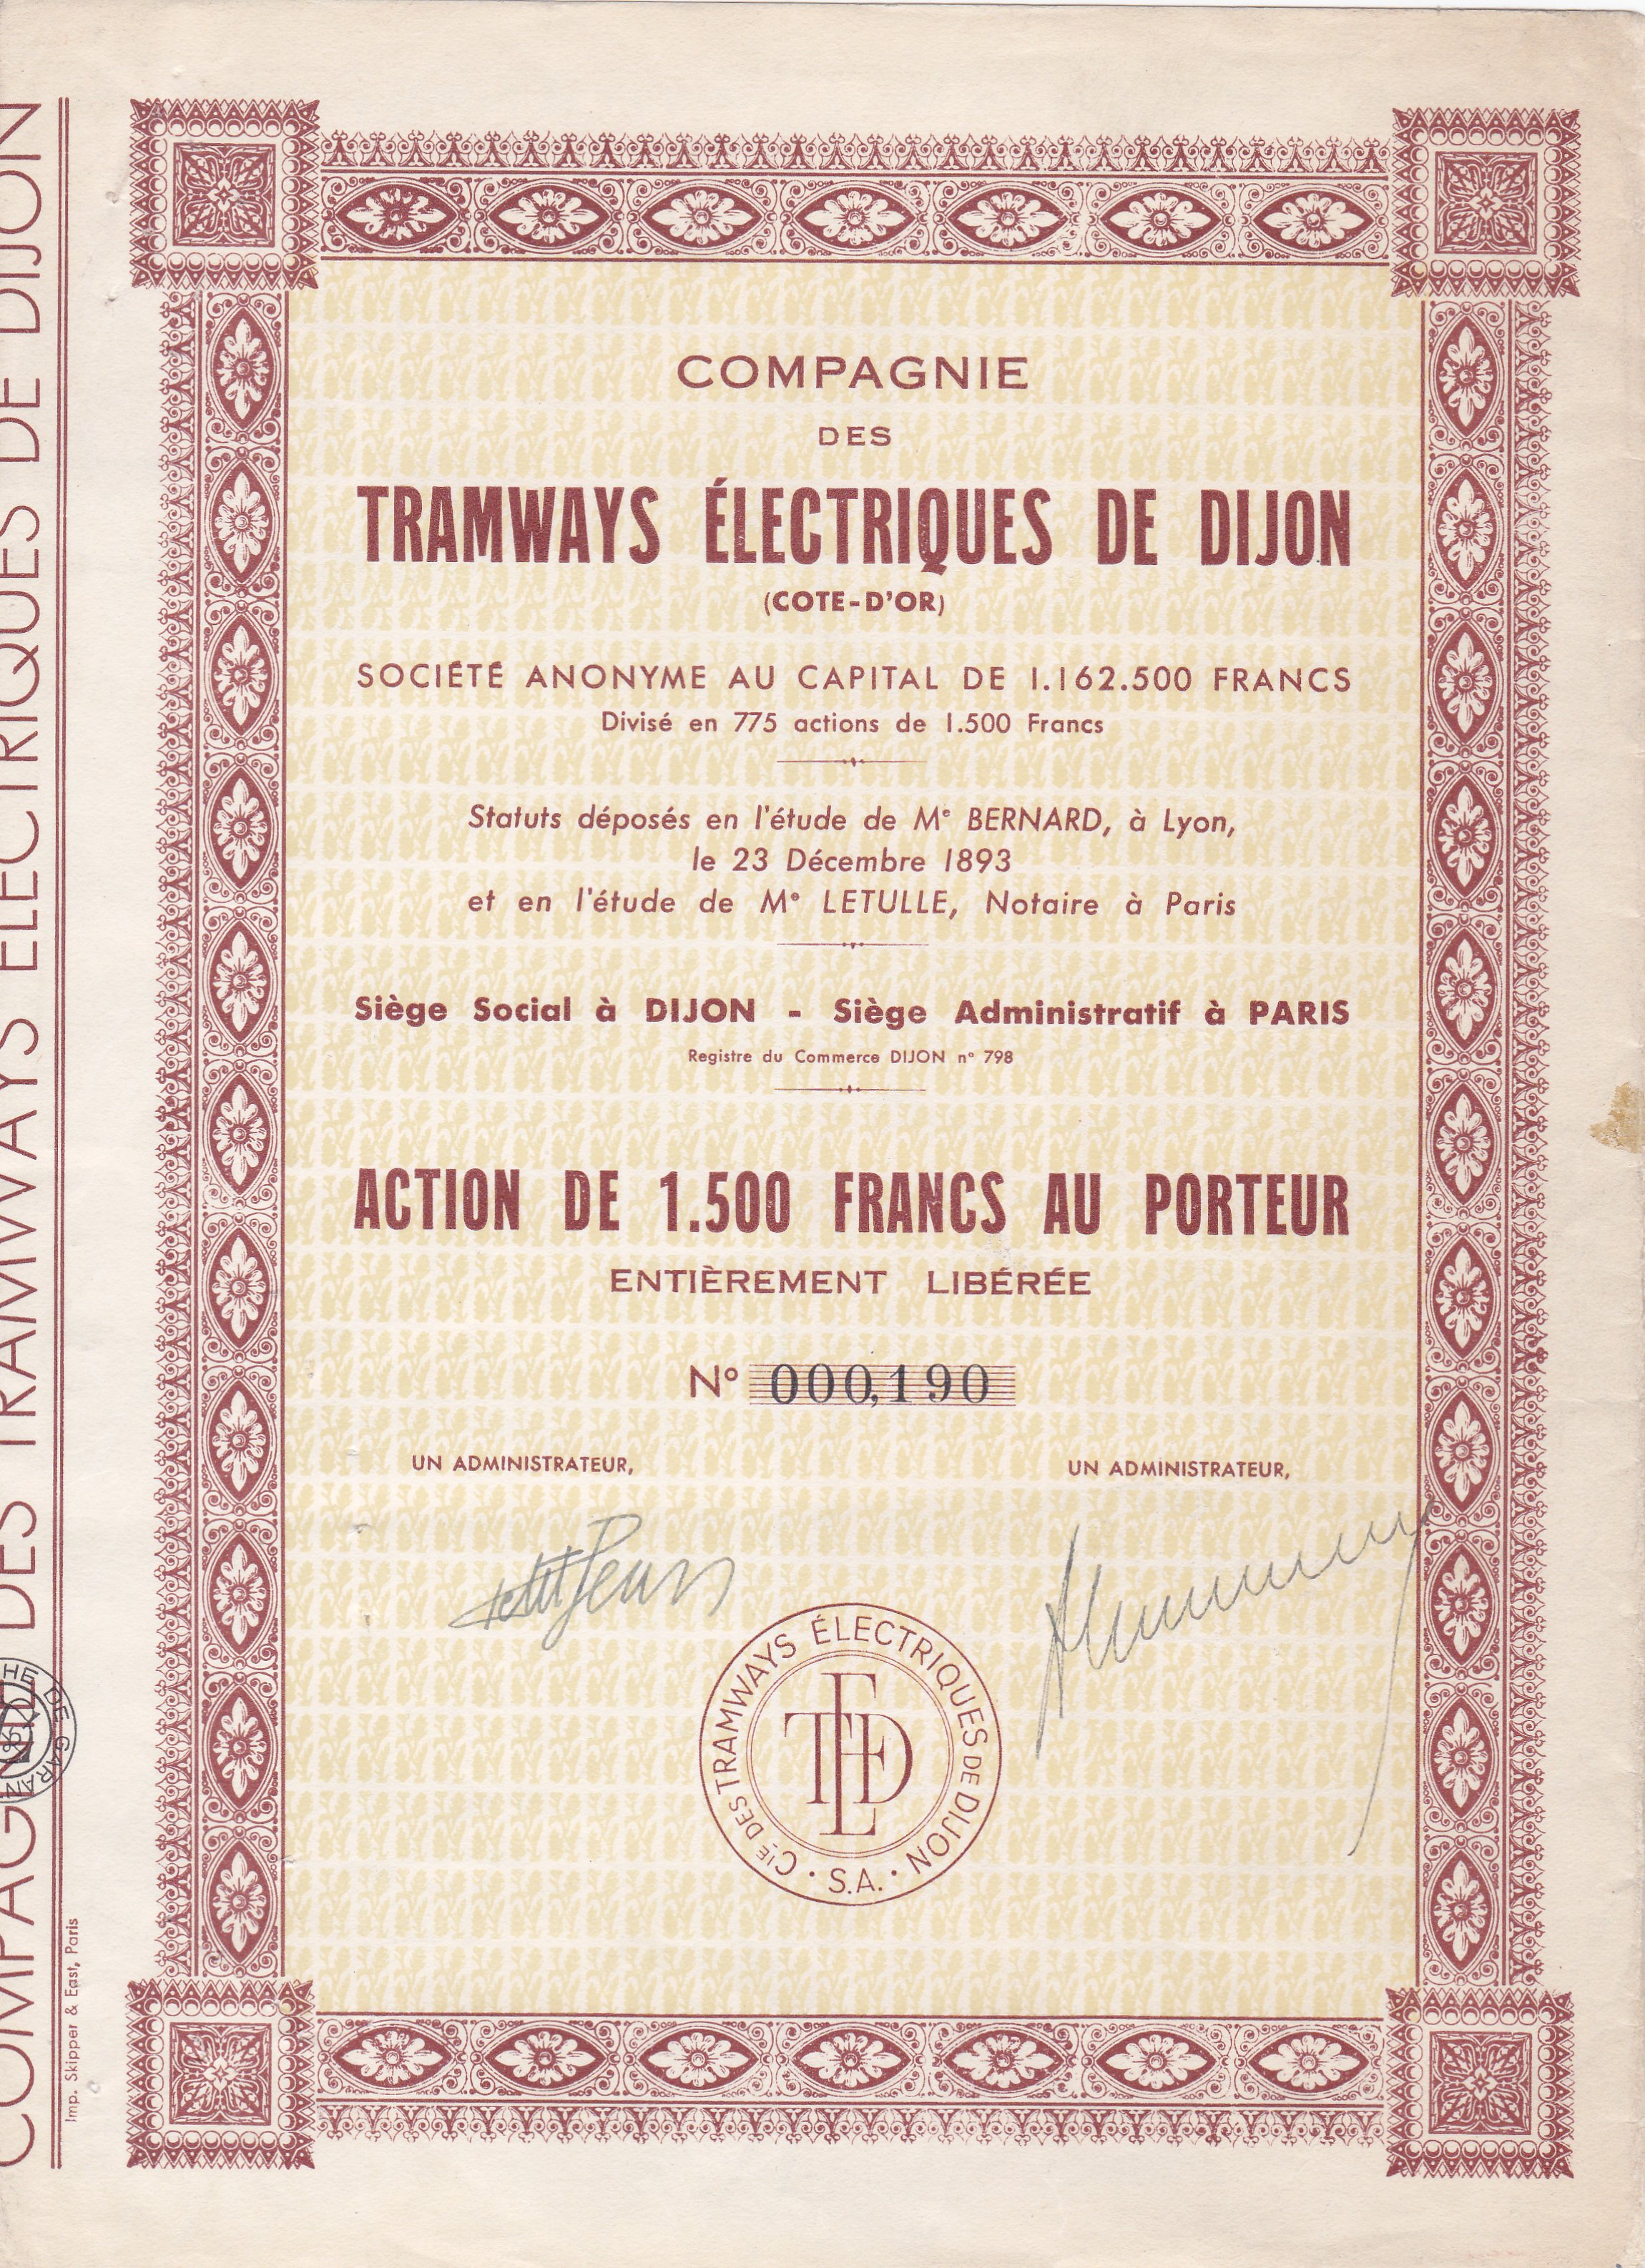 COMPAGNIE
DES
TRAMWAYS ÉLECTRIQUES DE DIJON
(COTE-D'OR)
SOCIÉTÉ ANONYME AU CAPITAL DE 1.162.500 FRANCS
Divisé en 775 actions de 1.500 Francs
Statuts déposés en l'étude de Me BERNARD, à Lyon,
le 23 Décembre 1893
et en l'étude de Me LETULLE, Notaire à Paris
Siège Social à DIJON - Siège Administratif à PARIS
Registre du Commerce DIJON n° 798
ACTION DE 1.500 FRANCS AU PORTEUR
ENTIÈREMENT LIBÉRÉE
N° 000,190
UN ADMINISTRATEUR,
UN ADMINISTRATEUR,
Cie DES TRAMWAYS ÉLECTRIQUES DE DIJON
· S.A. ·
TED
COMPAGNIE DES TRAMWAYS ELECTRIQUES DE DIJON
Imp. Skipper & East, Paris